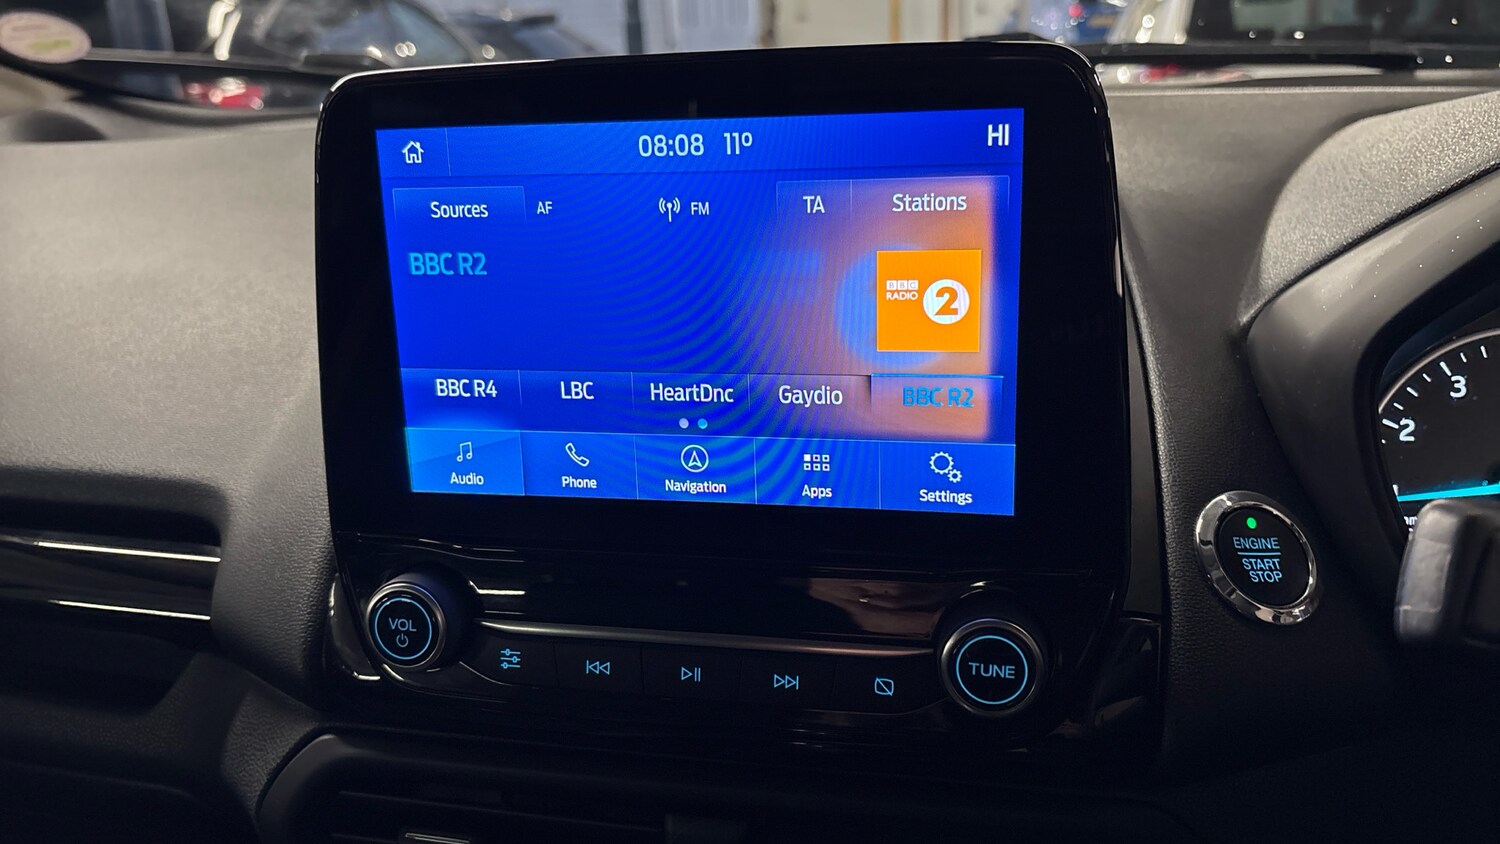 08:08 11º
HI
Sources
AF
FM
TA
Stations
BBC R2
BBC
RADIO
2
BBC R4
LBC
HeartDnc
Gaydio
BBC R2
Audio
Phone
Navigation
Apps
Settings
VOL
TUNE
ENGINE
START
STOP
3
2